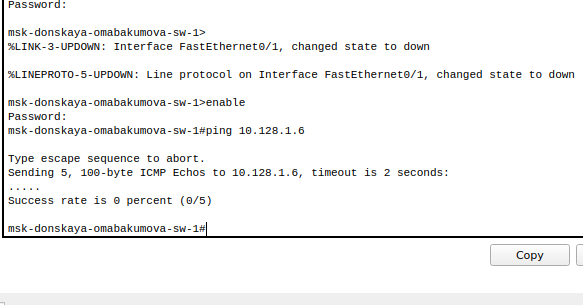 Password:
msk-donskaya-omabakumova-sw-1>
%LINK-3-UPDOWN: Interface FastEthernet0/1, changed state to down
%LINEPROTO-5-UPDOWN: Line protocol on Interface FastEthernet0/1, changed state to down
msk-donskaya-omabakumova-sw-1>enable
Password:
msk-donskaya-omabakumova-sw-1#ping 10.128.1.6
Type escape sequence to abort.
Sending 5, 100-byte ICMP Echos to 10.128.1.6, timeout is 2 seconds:
.....
Success rate is 0 percent (0/5)
msk-donskaya-omabakumova-sw-1#
Copy